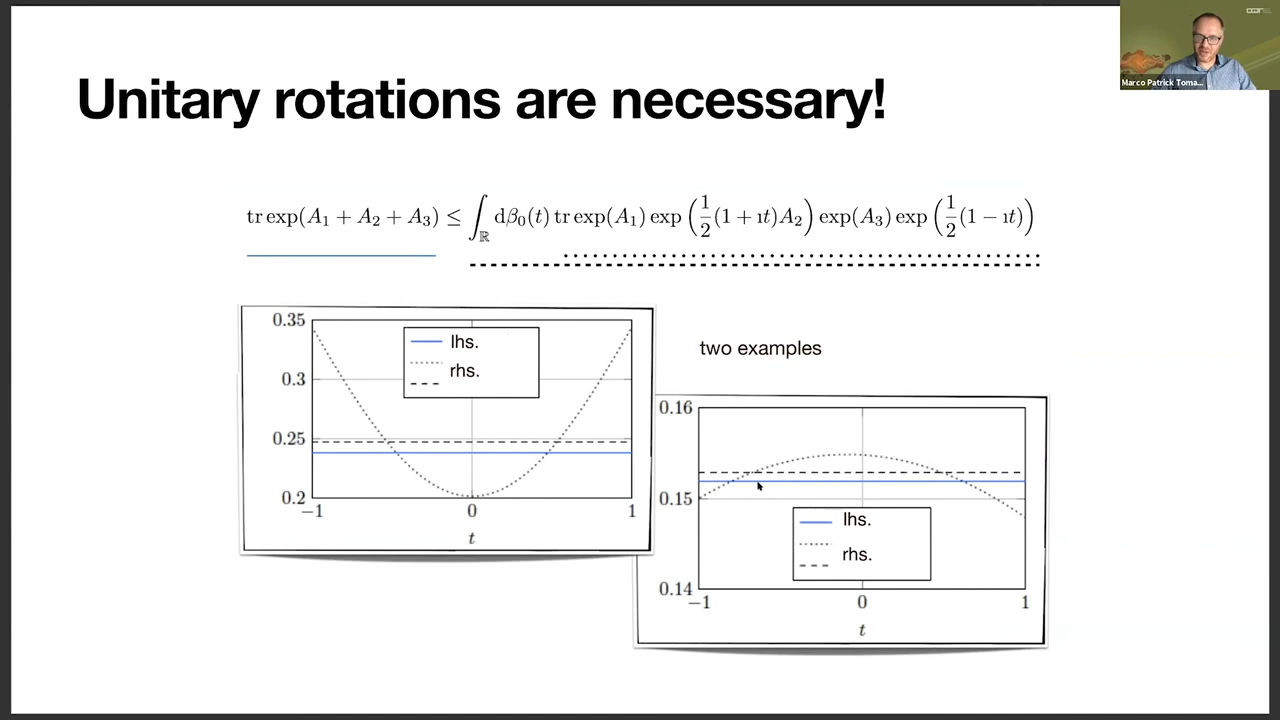 Marco Patrick Toma...
Unitary rotations are necessary!
tr exp(A₁ + A₂ + A₃) ≤ ∫_ℝ dβ₀(t) tr exp(A₁) exp (1/2(1 + ıt)A₂) exp(A₃) exp (1/2(1 − ıt))
0.35
0.3
0.25
0.2
−1
0
1
t
lhs.
rhs.
two examples
0.16
0.15
0.14
−1
0
1
t
lhs.
rhs.